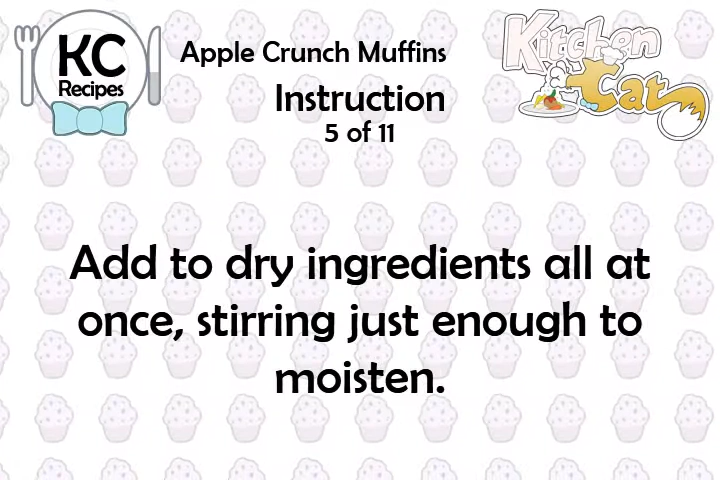 KC
Recipes
Apple Crunch Muffins
Instruction
5 of 11
Kitchen
Cat
Add to dry ingredients all at
once, stirring just enough to
moisten.